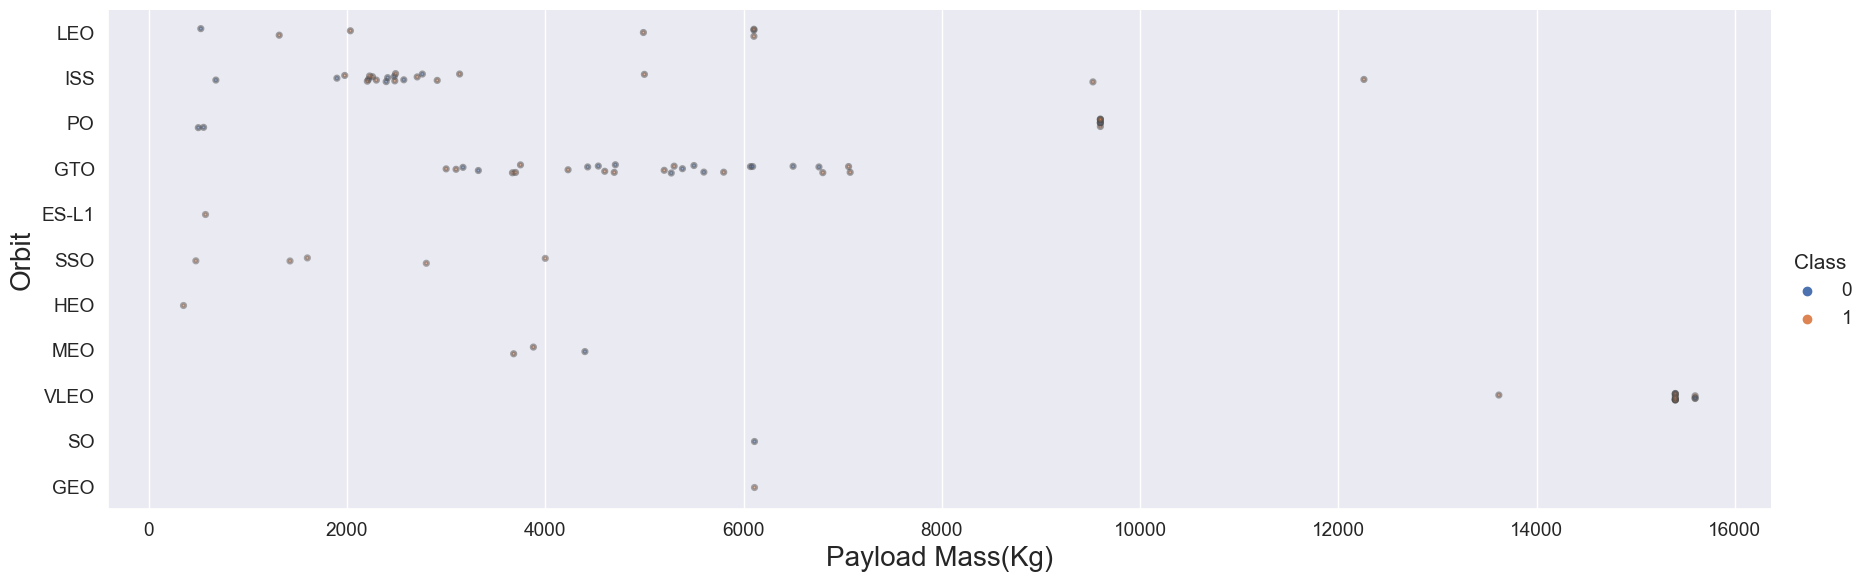 LEO
ISS
PO
GTO
ES-L1
SSO
HEO
MEO
VLEO
SO
GEO
Orbit
0 2000 4000 6000 8000 10000 12000 14000 16000
Payload Mass(Kg)
Class
0
1